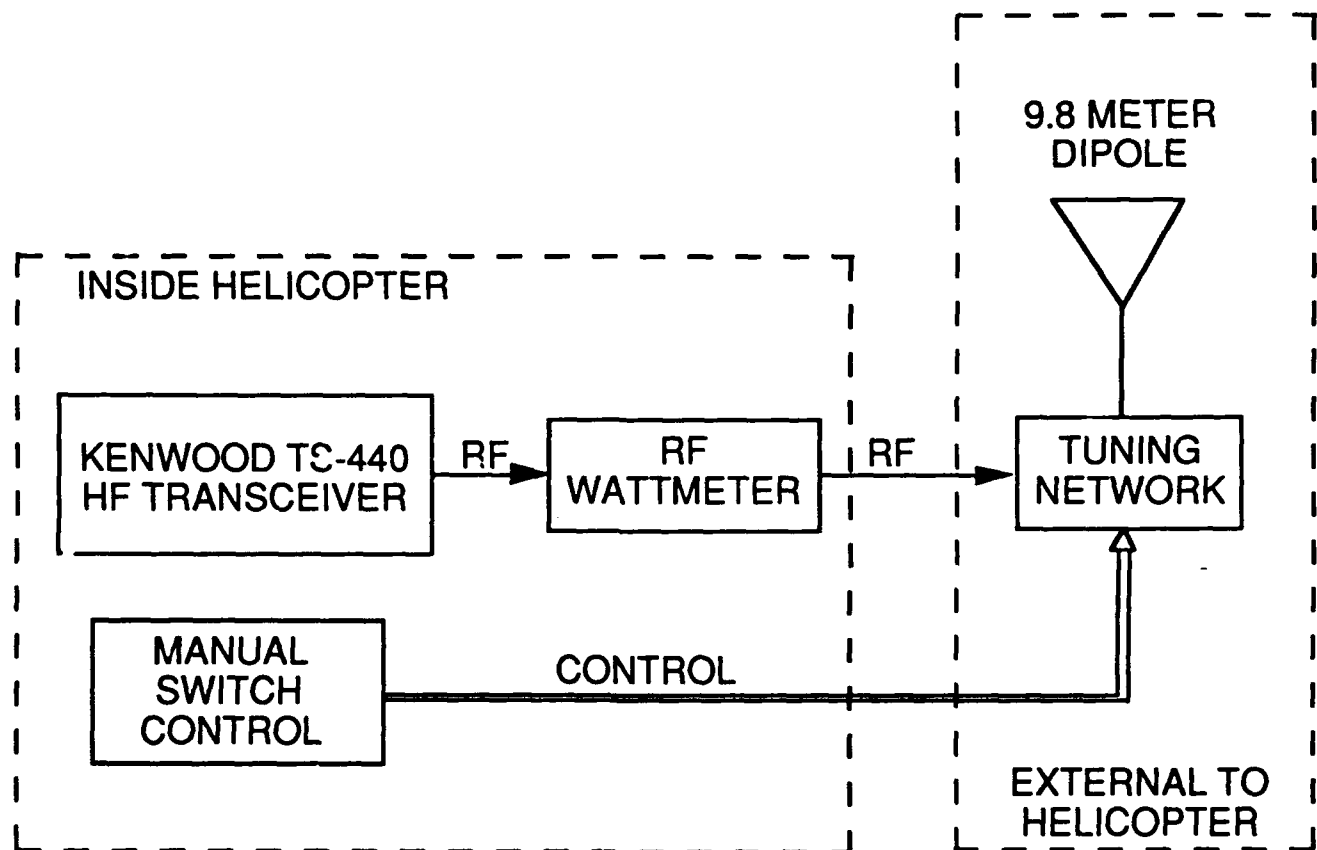 9.8 METER
DIPOLE
INSIDE HELICOPTER
KENWOOD TS-440
HF TRANSCEIVER
RF
RF
WATTMETER
RF
TUNING
NETWORK
MANUAL
SWITCH
CONTROL
CONTROL
EXTERNAL TO
HELICOPTER